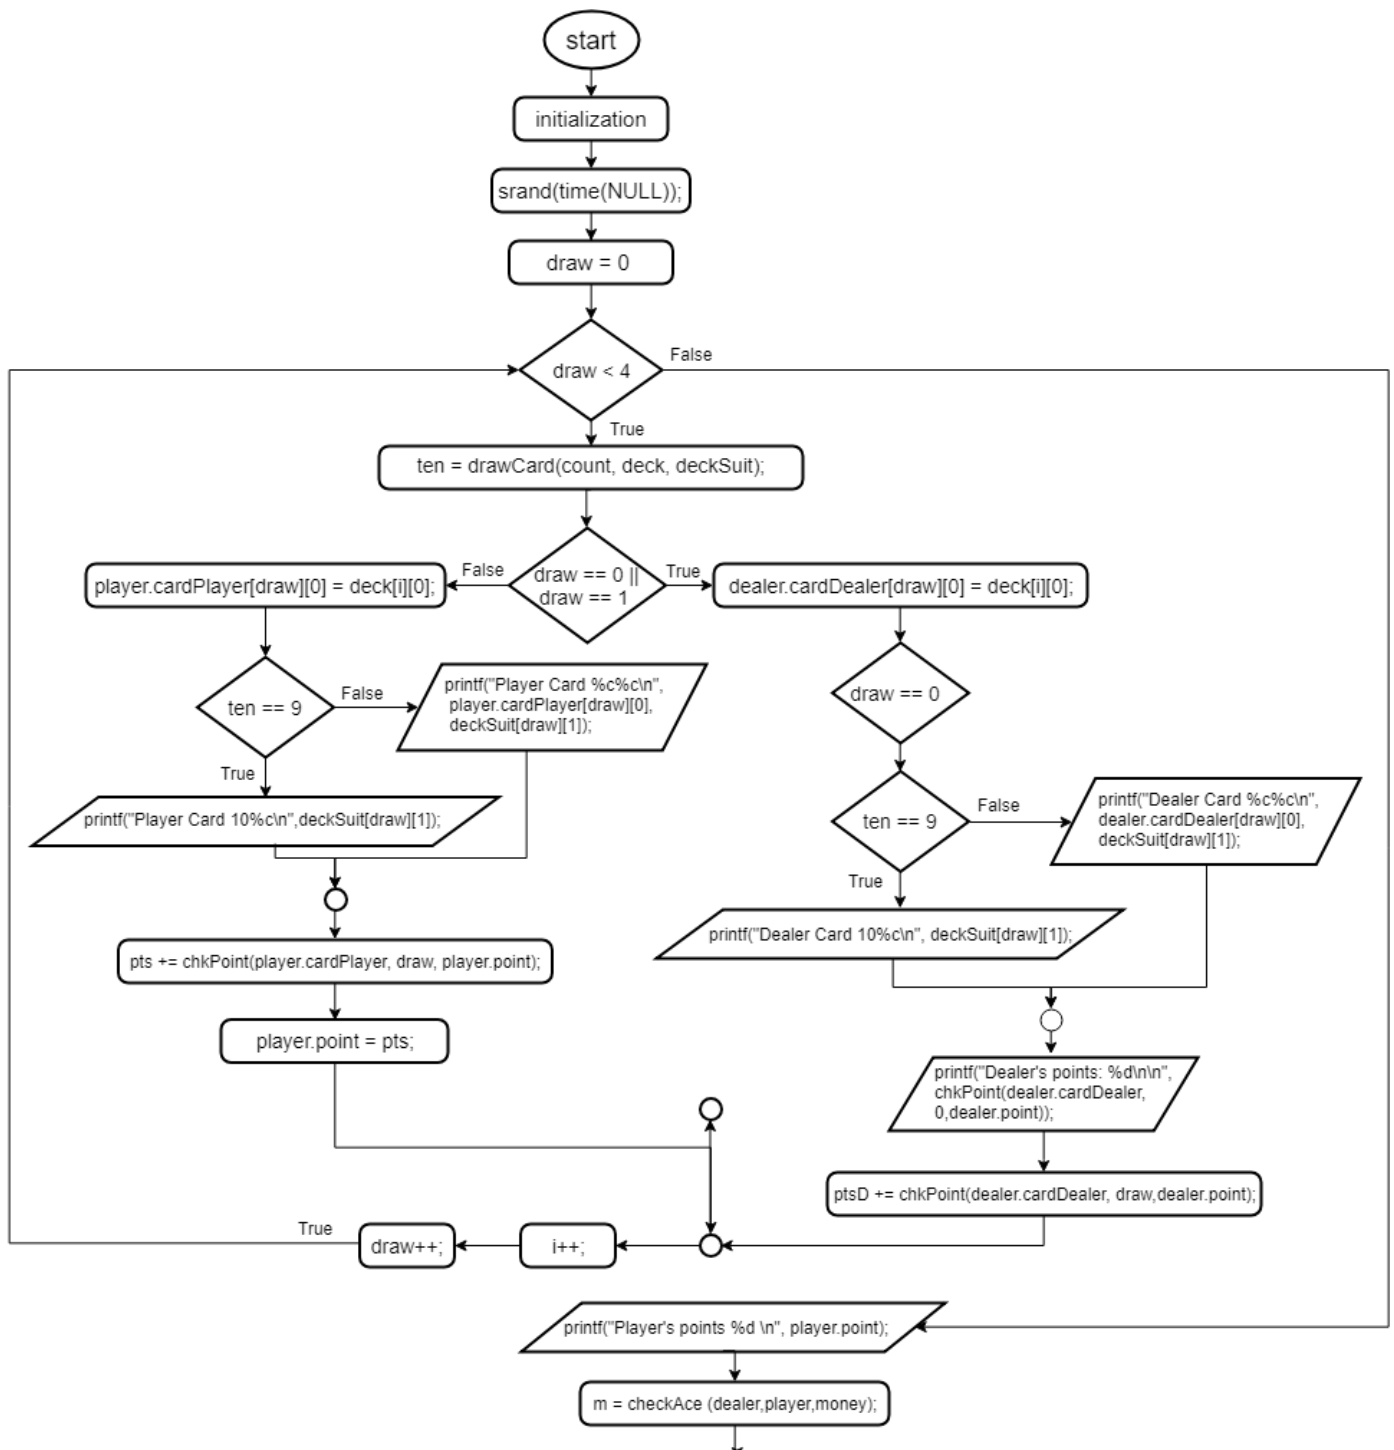 start
initialization
srand(time(NULL));
draw = 0
draw < 4
False
True
ten = drawCard(count, deck, deckSuit);
draw == 0 ||
draw == 1
False
True
player.cardPlayer[draw][0] = deck[i][0];
dealer.cardDealer[draw][0] = deck[i][0];
ten == 9
False
printf("Player Card %c%c\n",
player.cardPlayer[draw][0],
deckSuit[draw][1]);
True
printf("Player Card 10%c\n",deckSuit[draw][1]);
draw == 0
ten == 9
False
printf("Dealer Card %c%c\n",
dealer.cardDealer[draw][0],
deckSuit[draw][1]);
True
printf("Dealer Card 10%c\n", deckSuit[draw][1]);
pts += chkPoint(player.cardPlayer, draw, player.point);
player.point = pts;
printf("Dealer's points: %d\n\n",
chkPoint(dealer.cardDealer,
0,dealer.point));
ptsD += chkPoint(dealer.cardDealer, draw,dealer.point);
True
draw++;
i++;
printf("Player's points %d \n", player.point);
m = checkAce (dealer,player,money);